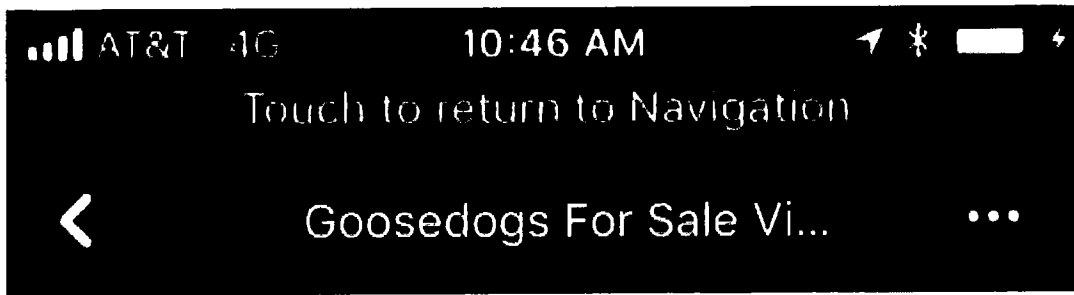 AT&T 4G 10:46 AM
Touch to return to Navigation
Goosedogs For Sale Vi...